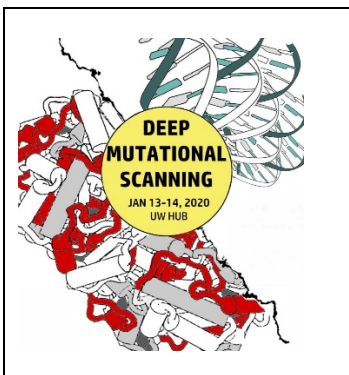 DEEP
MUTATIONAL
SCANNING
JAN 13-14, 2020
UW HUB